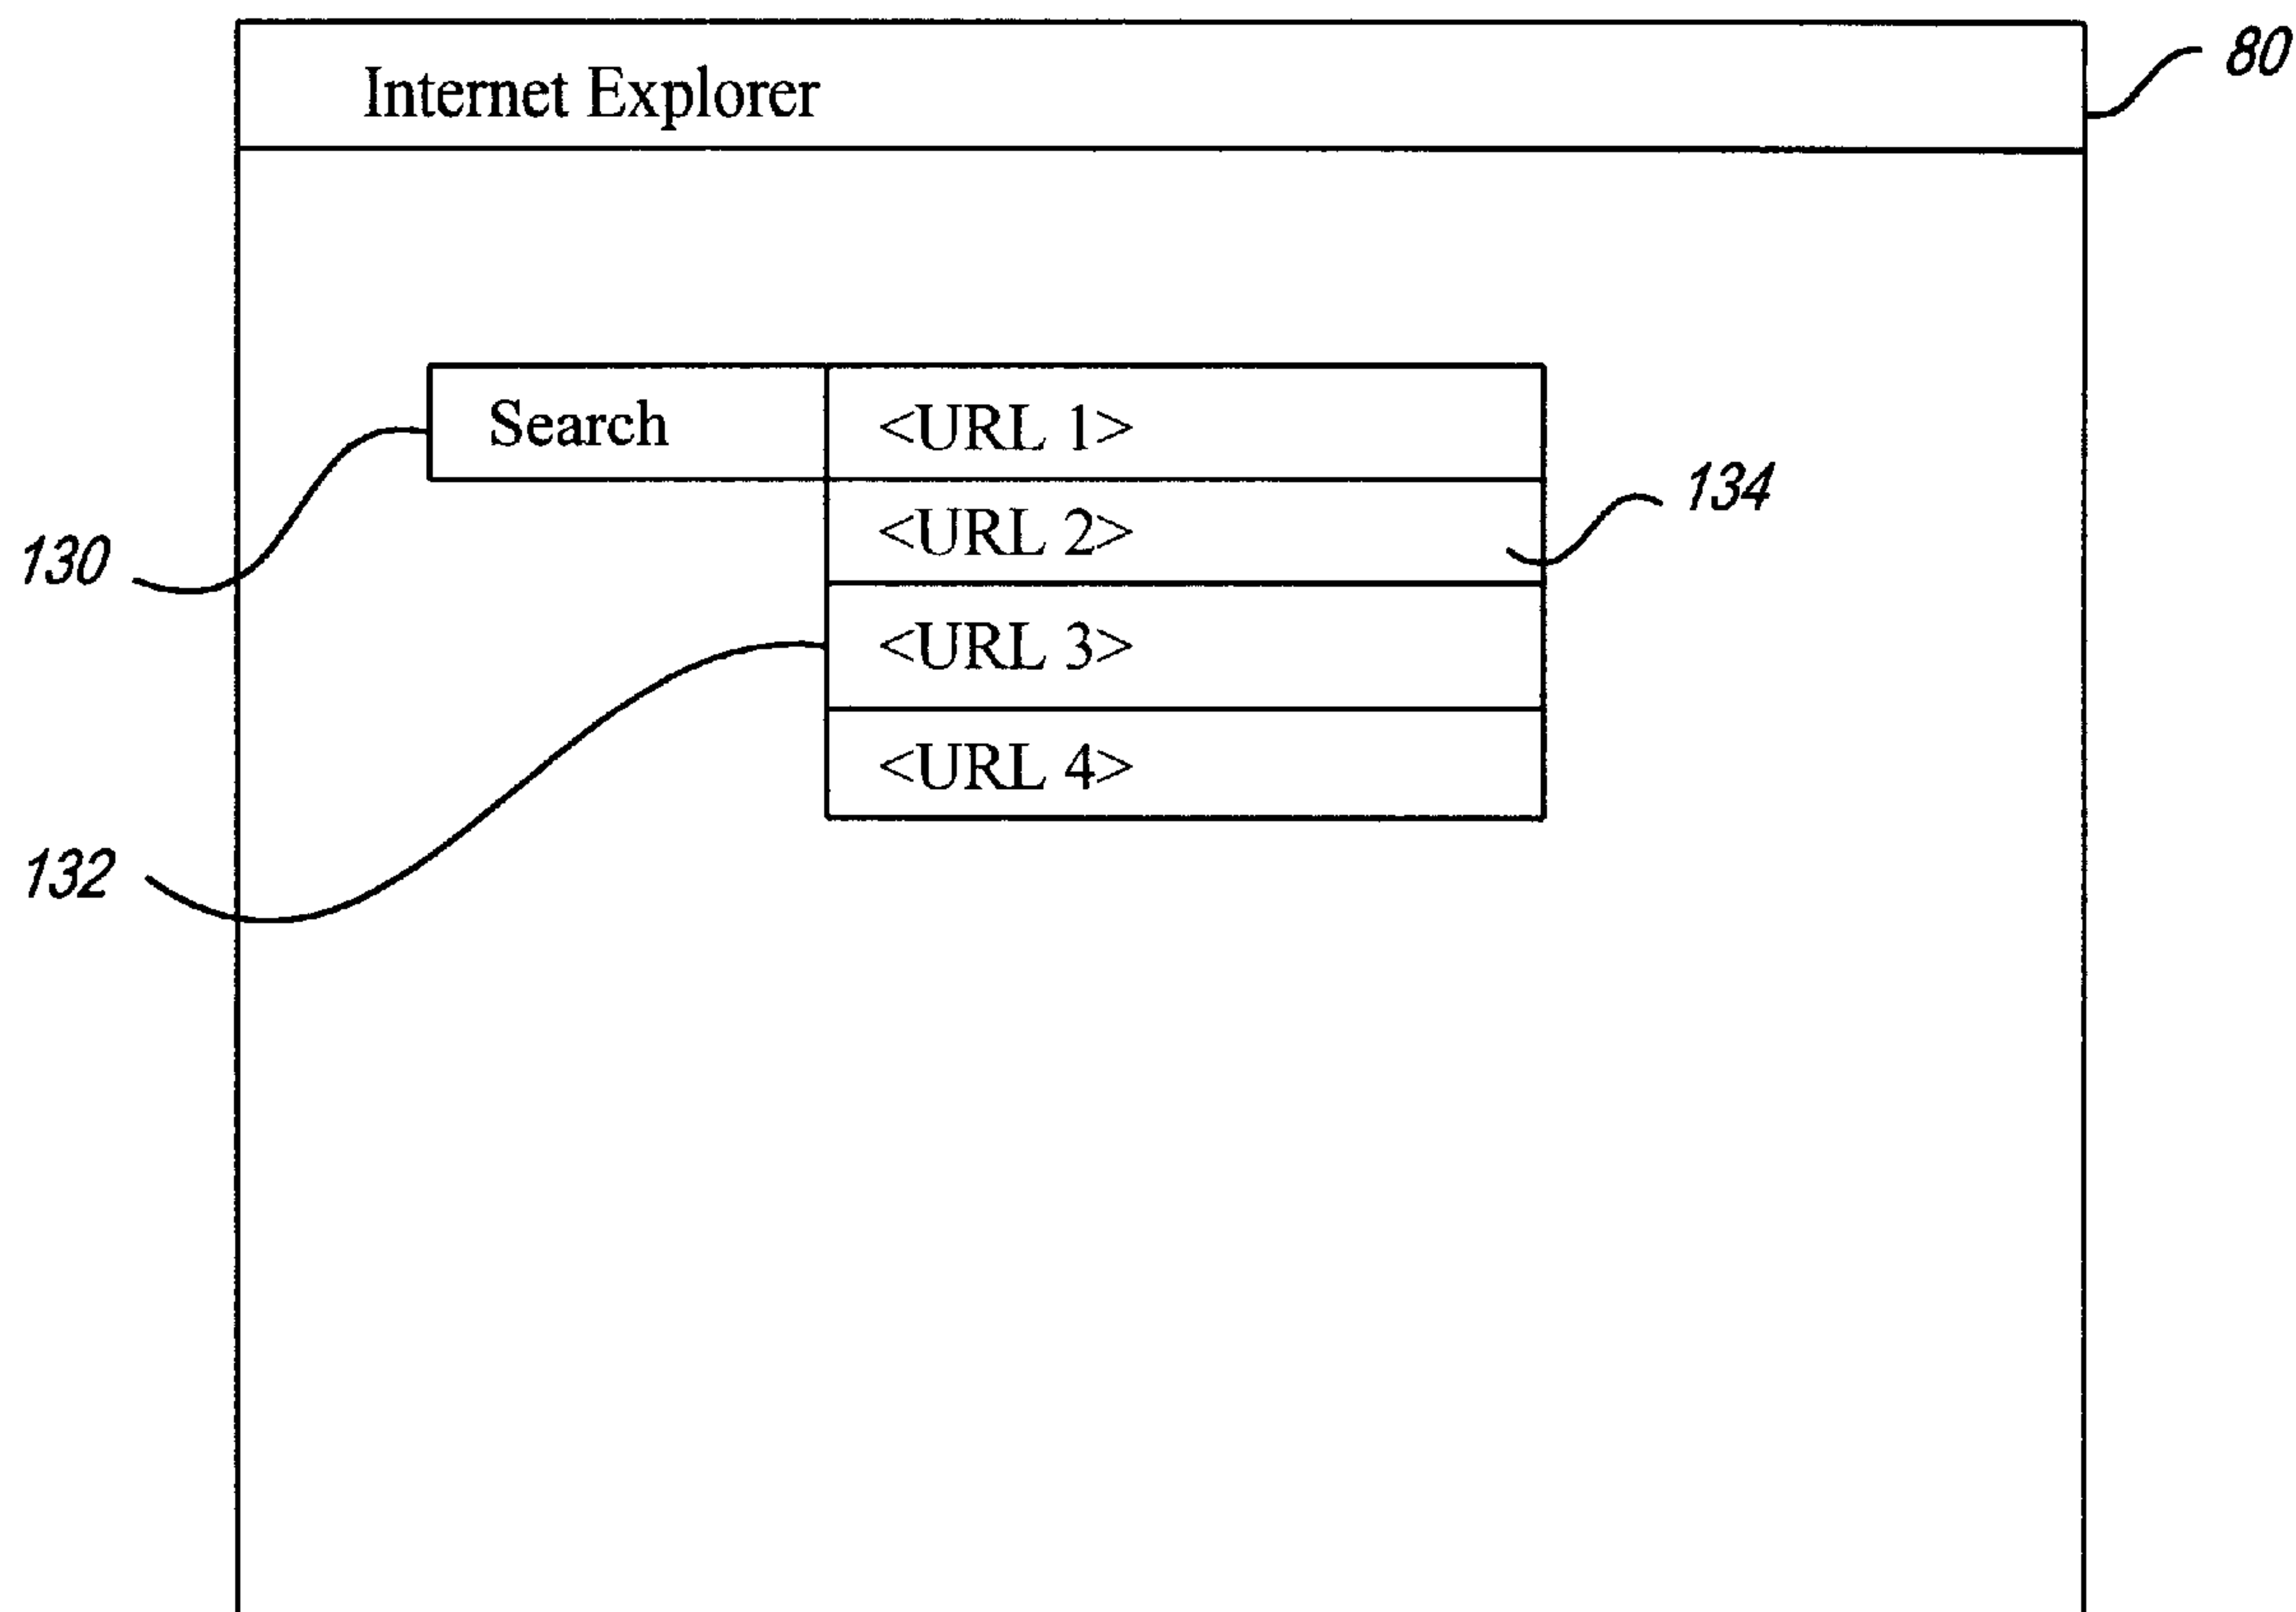 Internet Explorer
80
Search
<URL 1>
134
<URL 2>
130
<URL 3>
<URL 4>
132